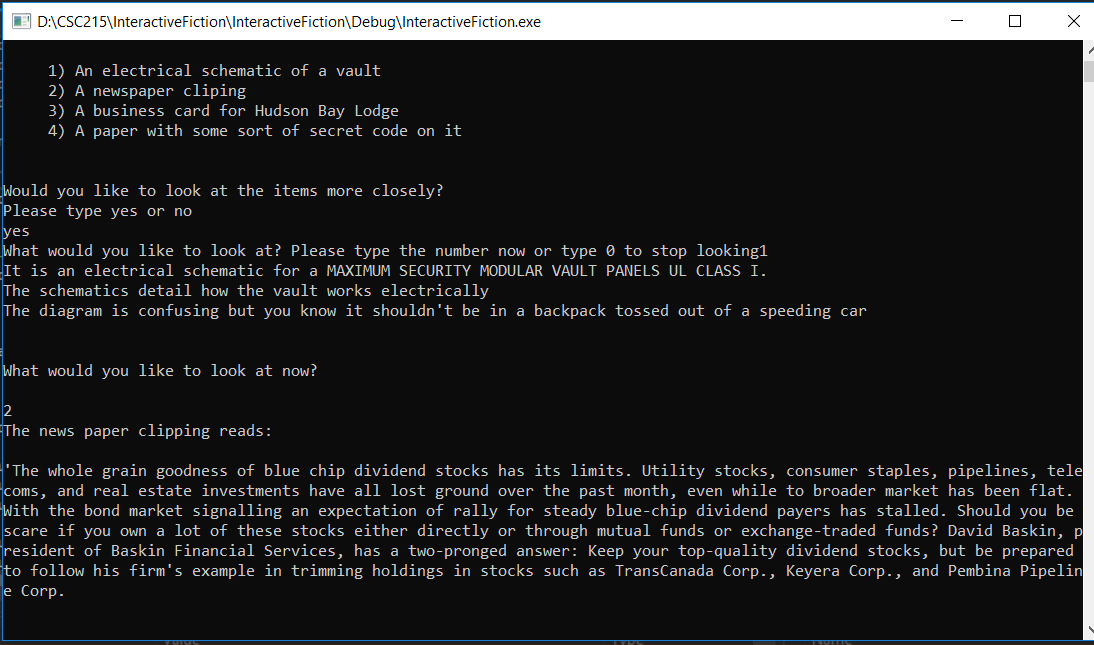 D:\CSC215\InteractiveFiction\InteractiveFiction\Debug\InteractiveFiction.exe
1) An electrical schematic of a vault
2) A newspaper cliping
3) A business card for Hudson Bay Lodge
4) A paper with some sort of secret code on it
Would you like to look at the items more closely?
Please type yes or no
yes
What would you like to look at? Please type the number now or type 0 to stop looking1
It is an electrical schematic for a MAXIMUM SECURITY MODULAR VAULT PANELS UL CLASS I.
The schematics detail how the vault works electrically
The diagram is confusing but you know it shouldn't be in a backpack tossed out of a speeding car
What would you like to look at now?
2
The news paper clipping reads:
'The whole grain goodness of blue chip dividend stocks has its limits. Utility stocks, consumer staples, pipelines, tele
coms, and real estate investments have all lost ground over the past month, even while to broader market has been flat.
With the bond market signalling an expectation of rally for steady blue-chip dividend payers has stalled. Should you be
scare if you own a lot of these stocks either directly or through mutual funds or exchange-traded funds? David Baskin, p
resident of Baskin Financial Services, has a two-pronged answer: Keep your top-quality dividend stocks, but be prepared
to follow his firm's example in trimming holdings in stocks such as TransCanada Corp., Keyera Corp., and Pembina Pipelin
e Corp.